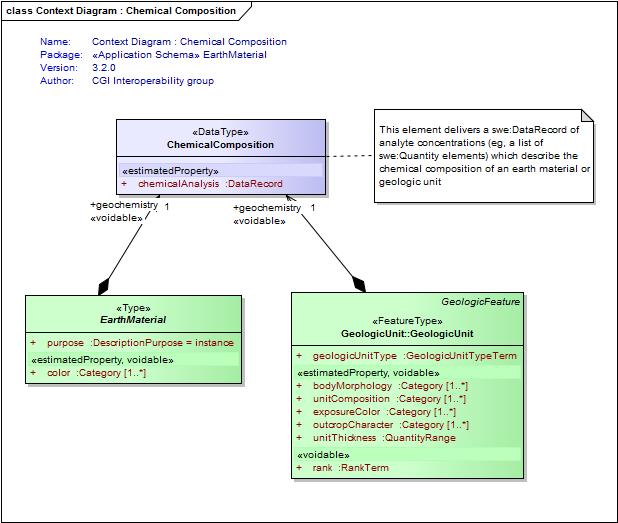 class Context Diagram : Chemical Composition
Name: Context Diagram : Chemical Composition
Package: «Application Schema» EarthMaterial
Version: 3.2.0
Author: CGI Interoperability group
«DataType»
ChemicalComposition
«estimatedProperty»
+ chemicalAnalysis :DataRecord
This element delivers a swe:DataRecord of
analyte concentrations (eg, a list of
swe:Quantity elements) which describe the
chemical composition of an earth material or
geologic unit
+geochemistry 1
«voidable»
+geochemistry 1
«voidable»
«Type»
EarthMaterial
+ purpose :DescriptionPurpose = instance
«estimatedProperty, voidable»
+ color :Category [1..*]
GeologicFeature
«FeatureType»
GeologicUnit::GeologicUnit
+ geologicUnitType :GeologicUnitTypeTerm
«estimatedProperty, voidable»
+ bodyMorphology :Category [1..*]
+ unitComposition :Category [1..*]
+ exposureColor :Category [1..*]
+ outcropCharacter :Category [1..*]
+ unitThickness :QuantityRange
«voidable»
+ rank :RankTerm